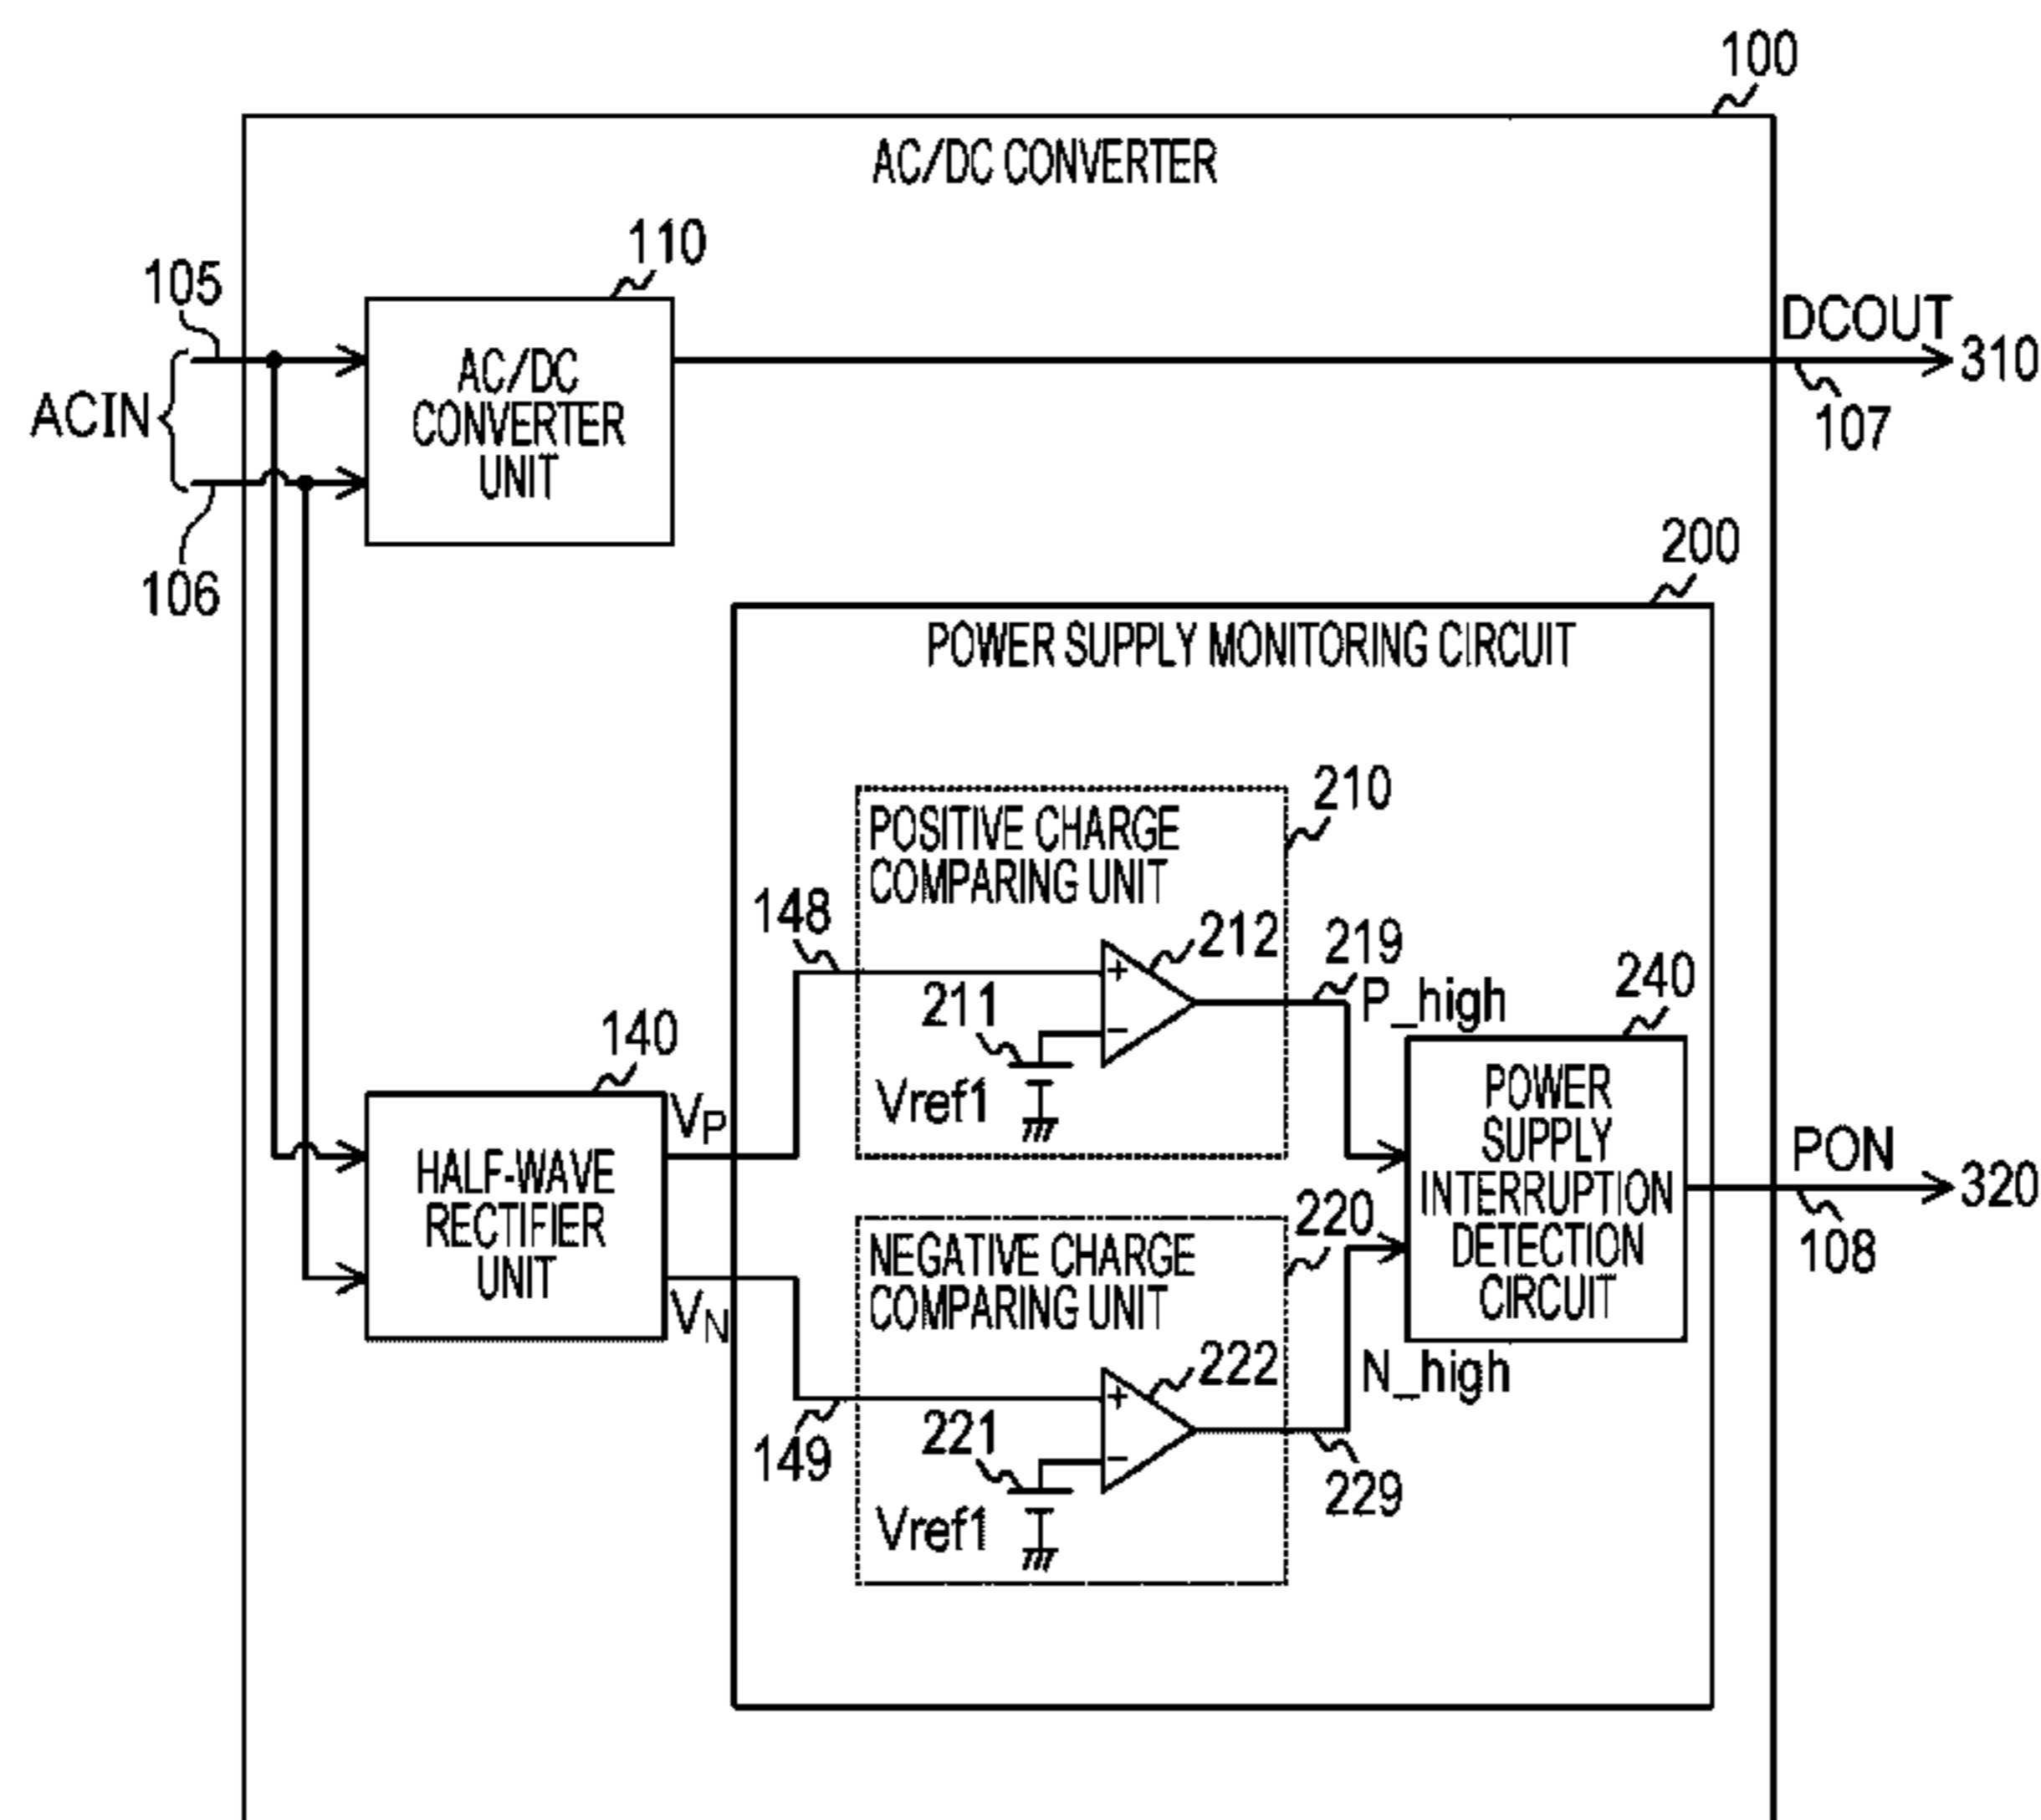 100
AC/DC CONVERTER
110
105
AC/DC
CONVERTER
UNIT
DCOUT
310
107
ACIN
106
200
POWER SUPPLY MONITORING CIRCUIT
210
POSITIVE CHARGE
COMPARING UNIT
148
212
219
211
P_high
240
Vref1
140
VP
HALF-WAVE
RECTIFIER
UNIT
VN
POWER
SUPPLY
INTERRUPTION
DETECTION
CIRCUIT
PON
320
108
220
NEGATIVE CHARGE
COMPARING UNIT
222
N_high
149
221
229
Vref1